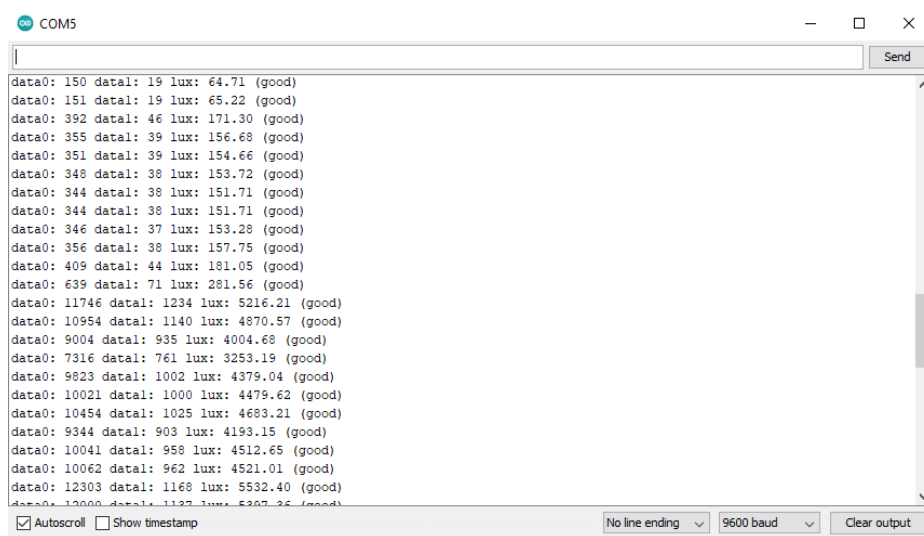 COM5
Send
data0: 150 data1: 19 lux: 64.71 (good)
data0: 151 data1: 19 lux: 65.22 (good)
data0: 392 data1: 46 lux: 171.30 (good)
data0: 355 data1: 39 lux: 156.68 (good)
data0: 351 data1: 39 lux: 154.66 (good)
data0: 348 data1: 38 lux: 153.72 (good)
data0: 344 data1: 38 lux: 151.71 (good)
data0: 344 data1: 38 lux: 151.71 (good)
data0: 346 data1: 37 lux: 153.28 (good)
data0: 356 data1: 38 lux: 157.75 (good)
data0: 409 data1: 44 lux: 181.05 (good)
data0: 639 data1: 71 lux: 281.56 (good)
data0: 11746 data1: 1234 lux: 5216.21 (good)
data0: 10954 data1: 1140 lux: 4870.57 (good)
data0: 9004 data1: 935 lux: 4004.68 (good)
data0: 7316 data1: 761 lux: 3253.19 (good)
data0: 9823 data1: 1002 lux: 4379.04 (good)
data0: 10021 data1: 1000 lux: 4479.62 (good)
data0: 10454 data1: 1025 lux: 4683.21 (good)
data0: 9344 data1: 903 lux: 4193.15 (good)
data0: 10041 data1: 958 lux: 4512.65 (good)
data0: 10062 data1: 962 lux: 4521.01 (good)
data0: 12303 data1: 1168 lux: 5532.40 (good)
data0: 12000 data1: 1137 lux: 5397.36 (good)
Autoscroll Show timestamp No line ending 9600 baud Clear output